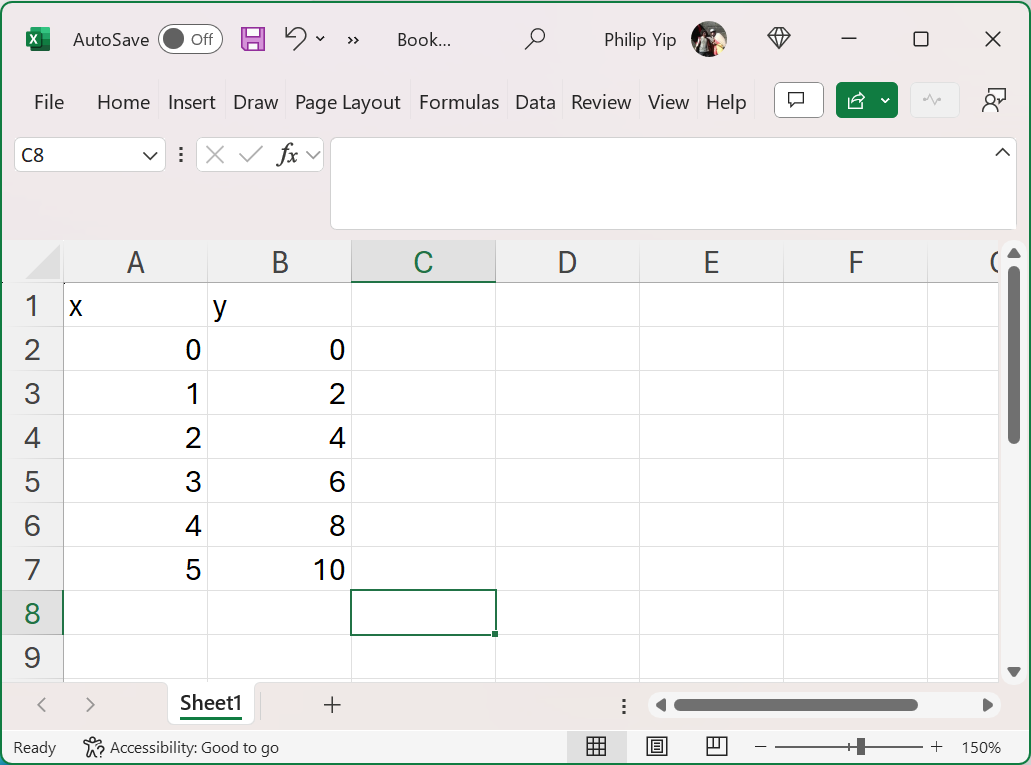 AutoSave Off Book... Philip Yip
File Home Insert Draw Page Layout Formulas Data Review View Help
C8 fx
A B C D E F
1 x y
2 0 0
3 1 2
4 2 4
5 3 6
6 4 8
7 5 10
8
9
Sheet1
Ready Accessibility: Good to go 150%